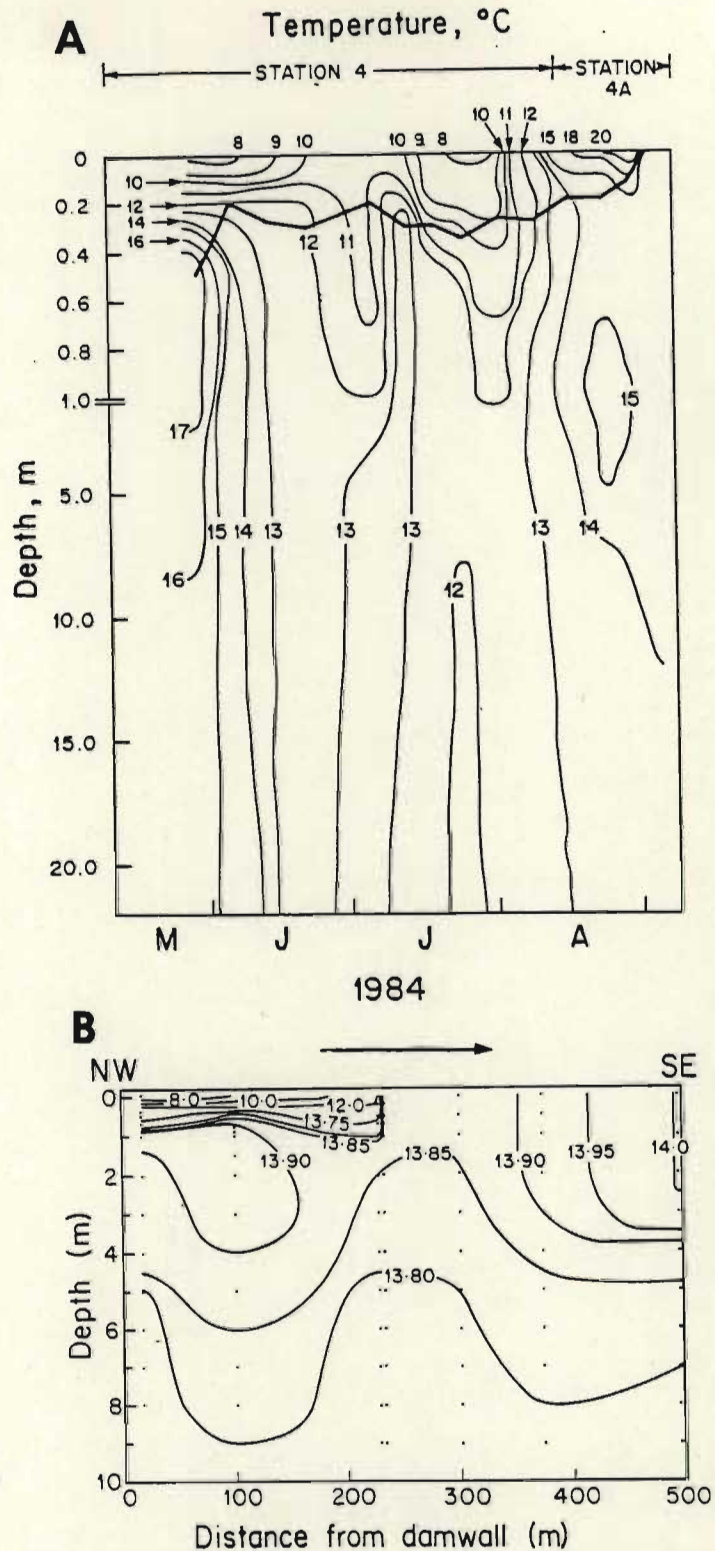 A
Temperature, °C
STATION 4
STATION 4A
8 9 10 10 9 8 10 11 12 15 18 20
0
10
0.2
12
14
16
12 11
0.4
0.6
0.8
15
1.0
17
5.0
15 14 13 13 13 13 14
16
12
10.0
15.0
20.0
Depth, m
M J J A
1984
B
NW SE
0
8.0 10.0 12.0
13.75
13.85
13.90 13.85 13.90 13.95 14.0
2
4
13.80
6
8
10
Depth (m)
0 100 200 300 400 500
Distance from damwall (m)